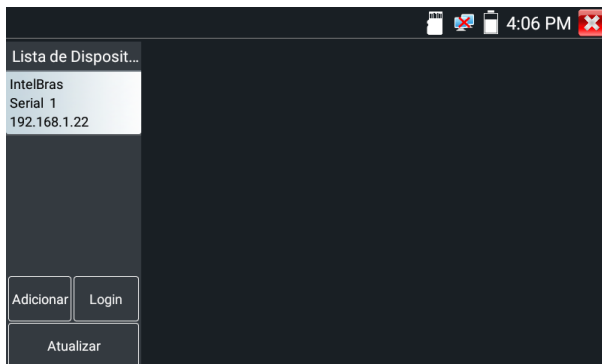 4:06 PM
Lista de Disposit...
IntelBras
Serial 1
192.168.1.22
Adicionar
Login
Atualizar